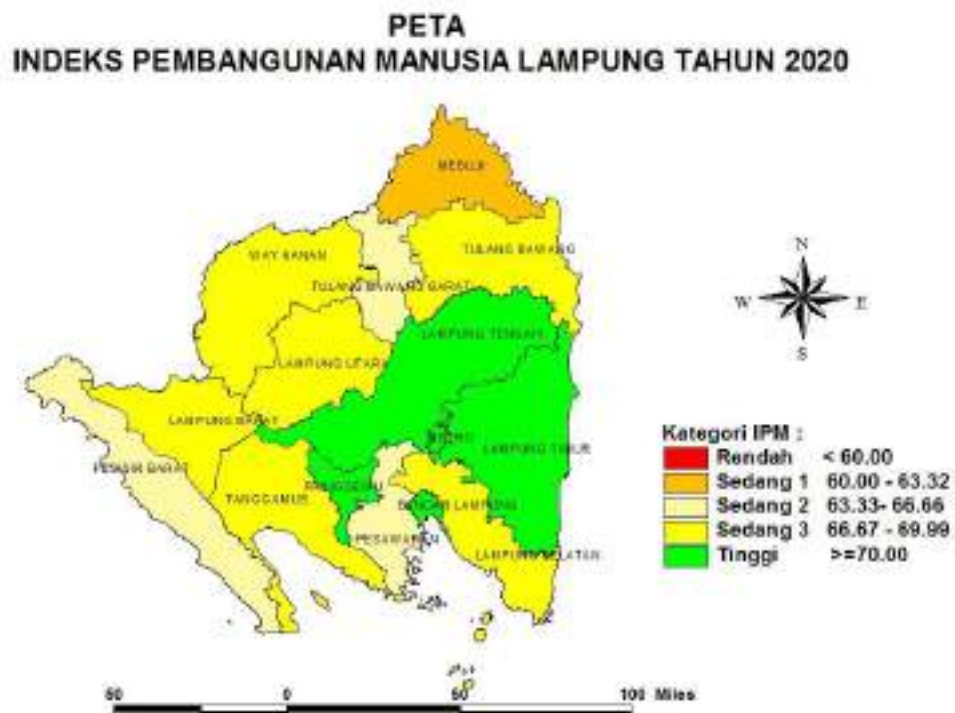 PETA
INDEKS PEMBANGUNAN MANUSIA LAMPUNG TAHUN 2020
MESUJI
WAY KANAN
TULANG BAWANG
TULANG BAWANG BARAT
LAMPUNG TENGAH
LAMPUNG UTARA
LAMPUNG BARAT
METRO
LAMPUNG TIMUR
PESISIR BARAT
TANGGAMUS
PRINGSEWU
BANDAR LAMPUNG
PESAWARAN
LAMPUNG SELATAN
N
W
E
S
Kategori IPM :
Rendah < 60.00
Sedang 1 60.00 - 63.32
Sedang 2 63.33- 66.66
Sedang 3 66.67 - 69.99
Tinggi >=70.00
50 0 50 100 Miles